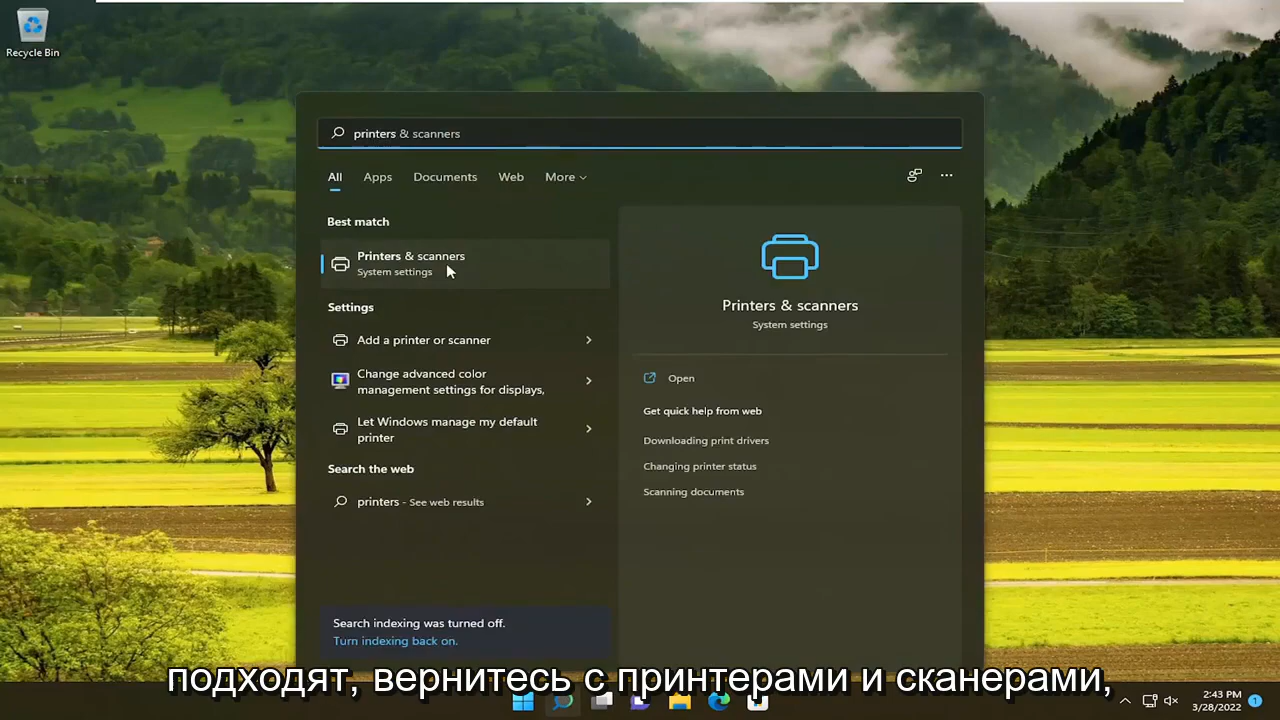 Recycle Bin
printers & scanners
All Apps Documents Web More
Best match
Printers & scanners
System settings
Settings
Add a printer or scanner
Change advanced color
management settings for displays,
Let Windows manage my default
printer
Search the web
printers - See web results
Search indexing was turned off.
Turn indexing back on.
Printers & scanners
System settings
Open
Get quick help from web
Downloading print drivers
Changing printer status
Scanning documents
подходят, вернитесь с принтерами и сканерами,
2:43 PM
3/28/2022
1